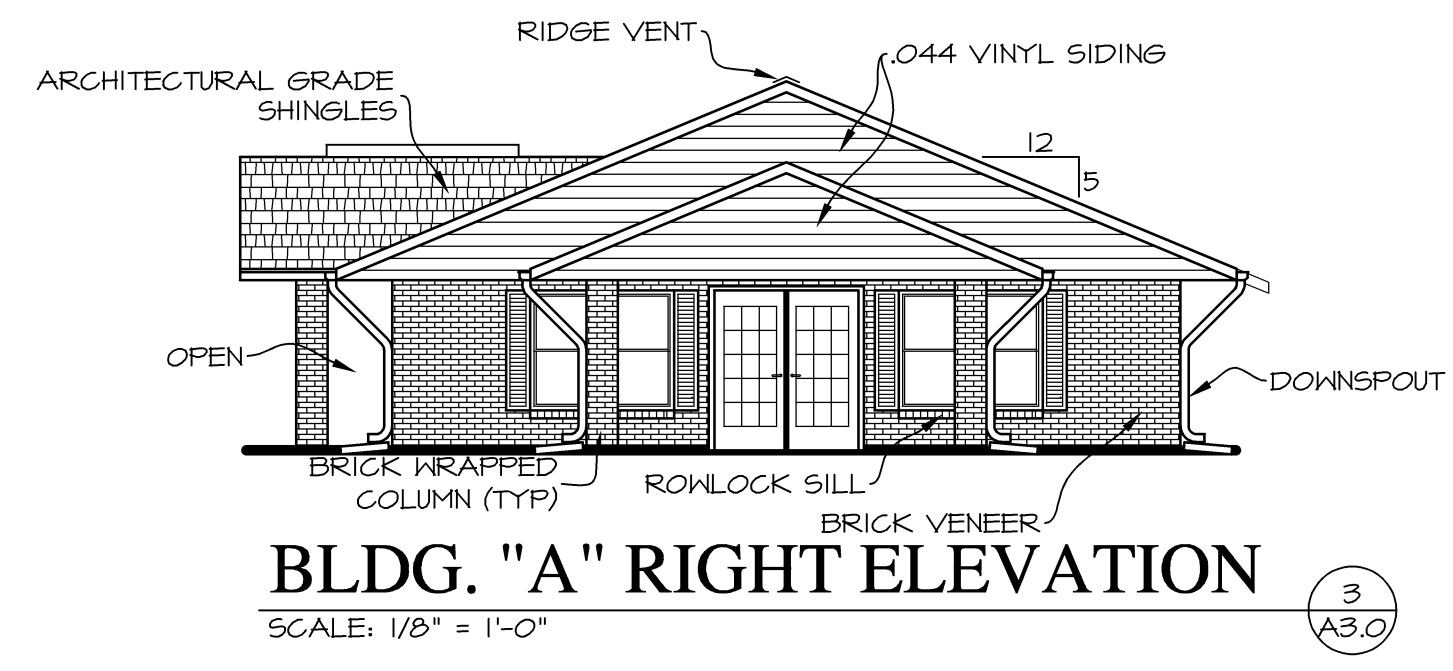 RIDGE VENT
.044 VINYL SIDING
ARCHITECTURAL GRADE
SHINGLES
12
5
OPEN
DOWNSPOUT
BRICK WRAPPED
COLUMN (TYP)
ROWLOCK SILL
BRICK VENEER
BLDG. "A" RIGHT ELEVATION
3
SCALE: 1/8" = 1'-0"
A3.0